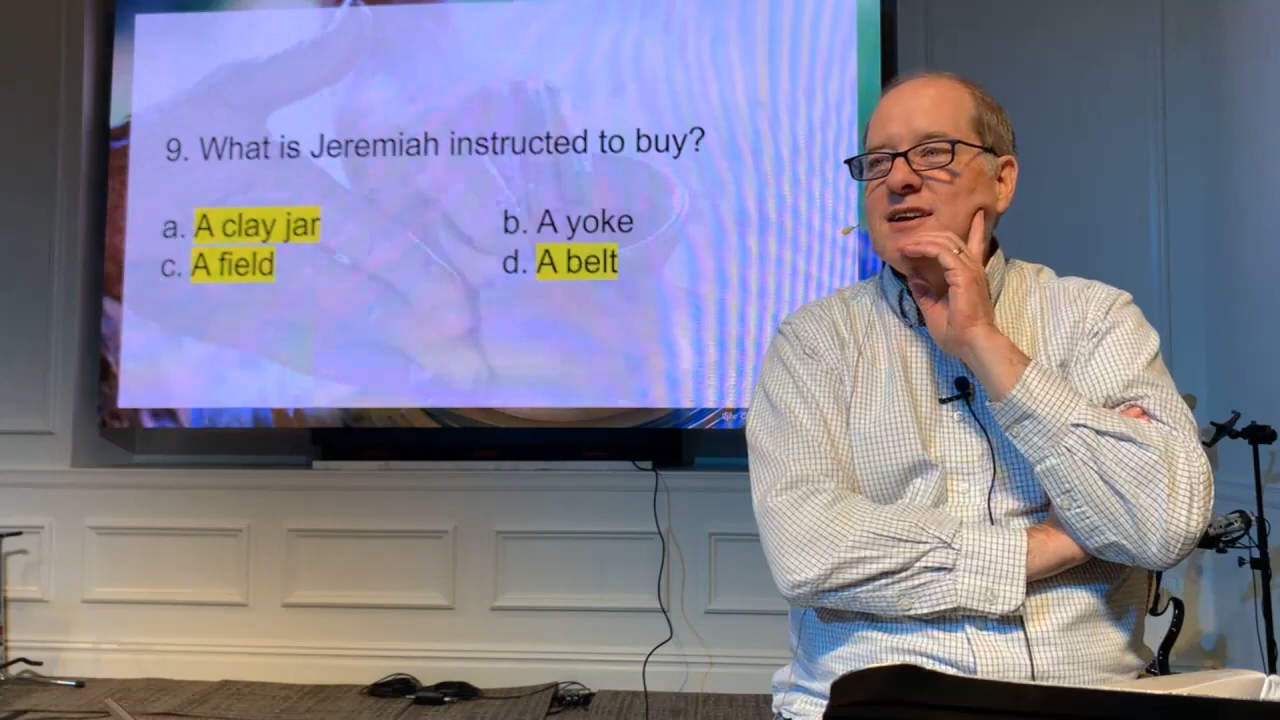 9. What is Jeremiah instructed to buy?
a. A clay jar
b. A yoke
c. A field
d. A belt